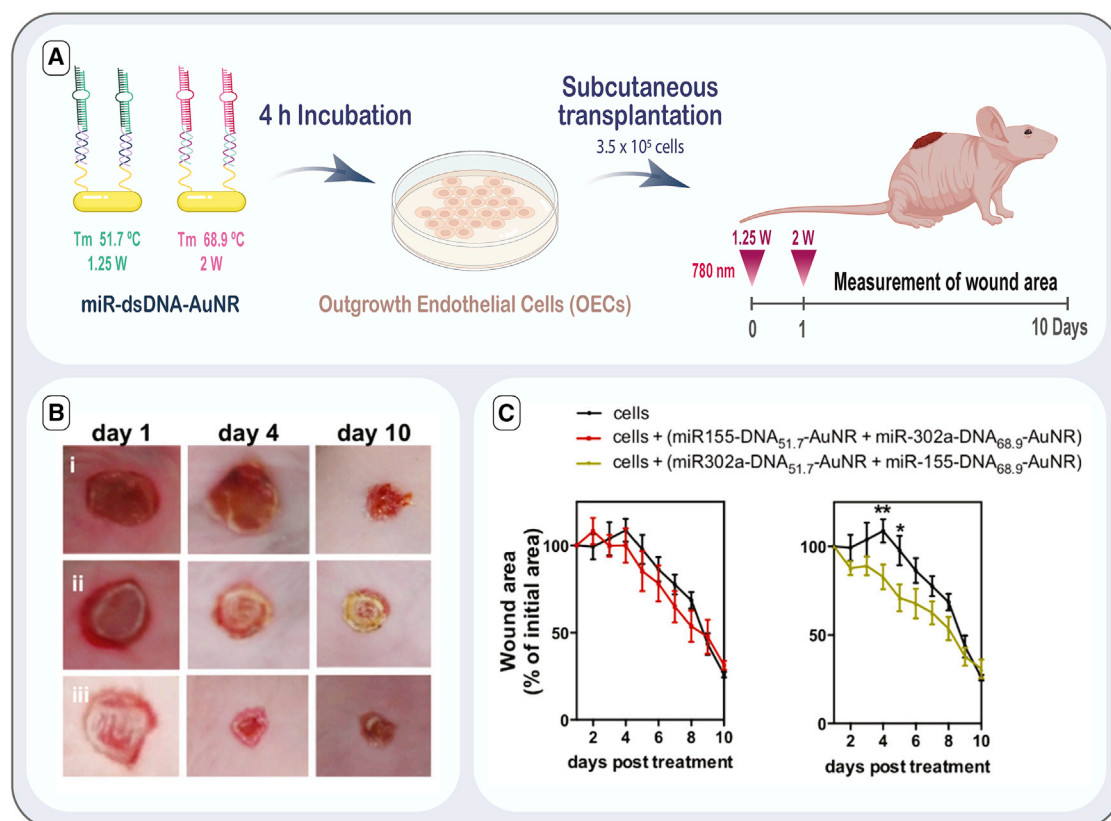 A
4 h Incubation
Subcutaneous
transplantation
3.5 x 10⁵ cells
Tm 51.7 ºC
1.25 W
Tm 68.9 ºC
2 W
miR-dsDNA-AuNR
Outgrowth Endothelial Cells (OECs)
1.25 W
2 W
780 nm
Measurement of wound area
0
1
10 Days
B
day 1
day 4
day 10
i
ii
iii
C
cells
cells + (miR155-DNA51.7-AuNR + miR-302a-DNA68.9-AuNR)
cells + (miR302a-DNA51.7-AuNR + miR-155-DNA68.9-AuNR)
Wound area
(% of initial area)
100
50
0
2 4 6 8 10
days post treatment
**
*
100
50
0
2 4 6 8 10
days post treatment